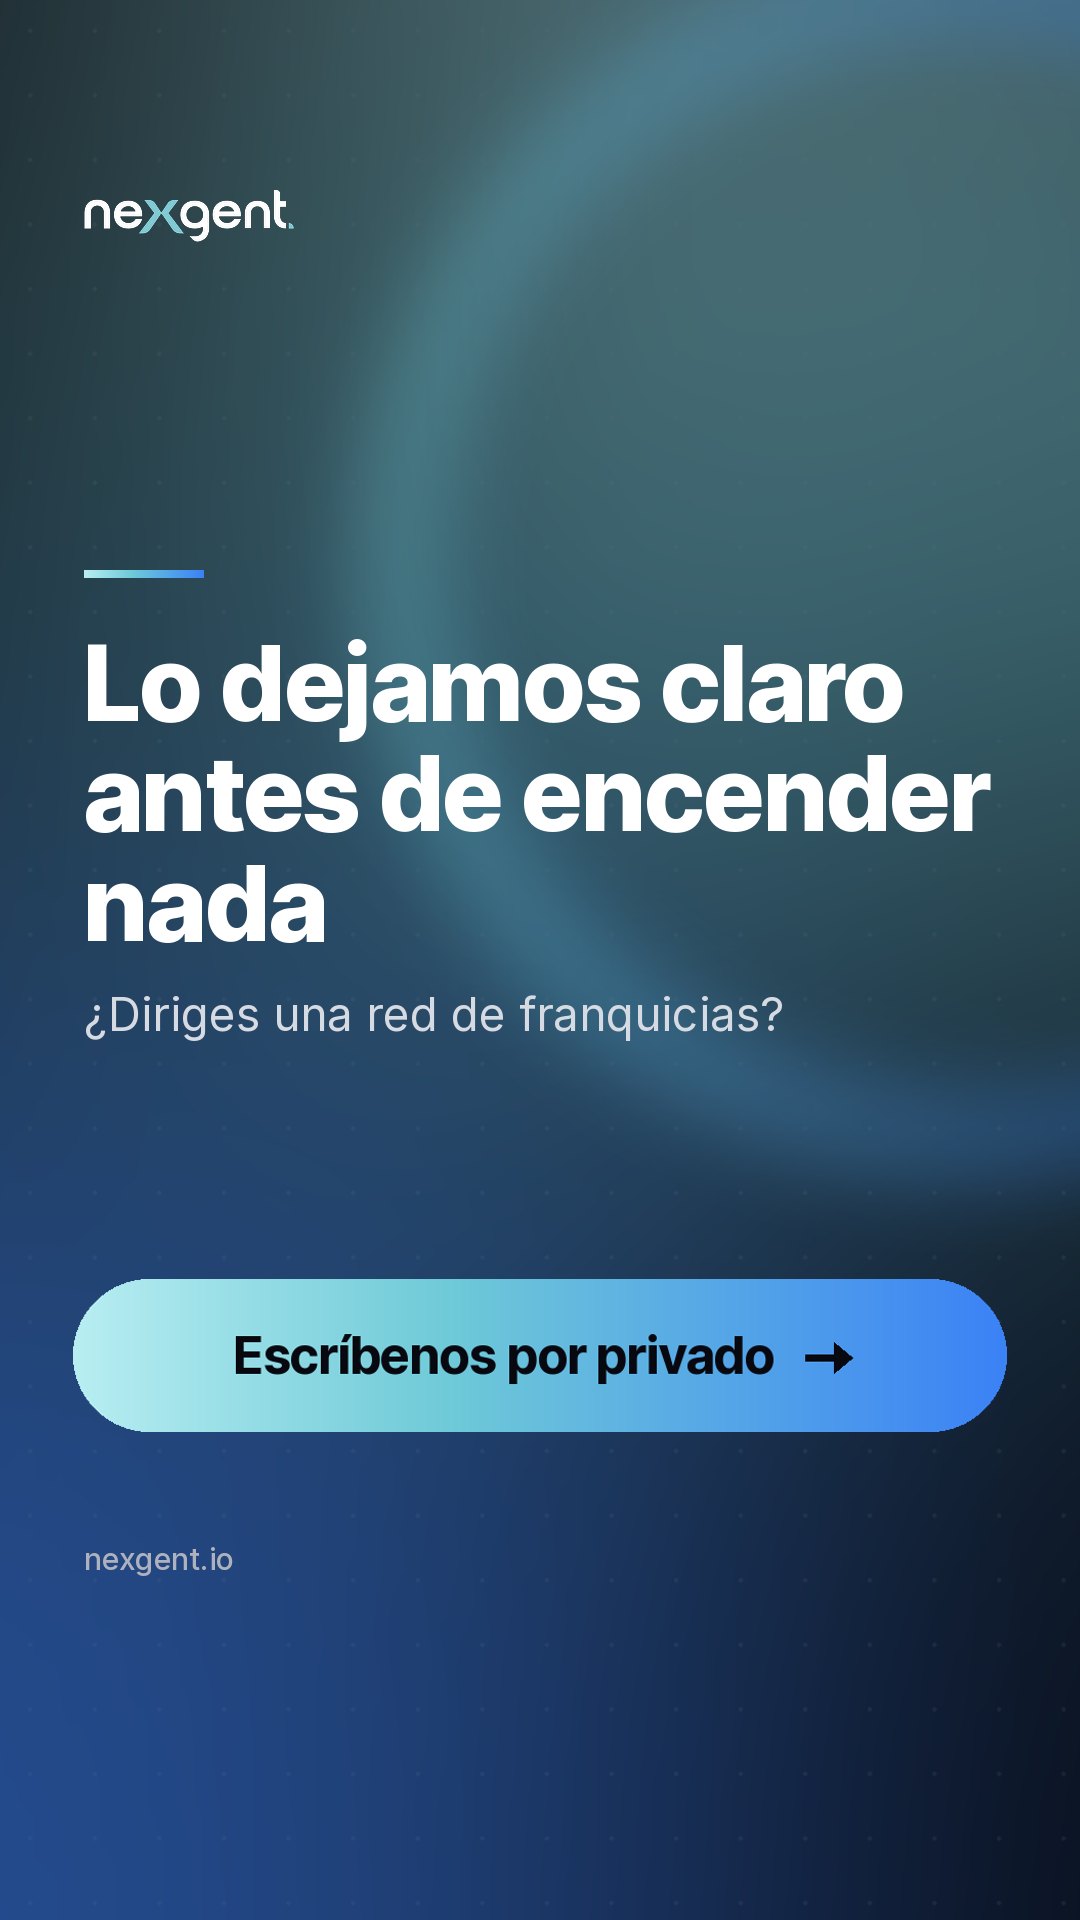 nexgent.
Lo dejamos claro
antes de encender
nada
¿Diriges una red de franquicias?
Escríbenos por privado →
nexgent.io